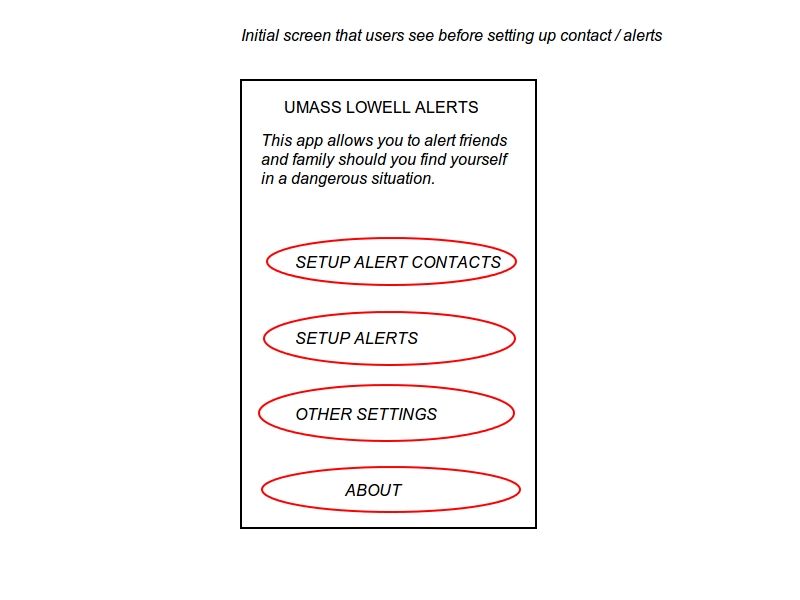 Initial screen that users see before setting up contact / alerts
UMASS LOWELL ALERTS
This app allows you to alert friends
and family should you find yourself
in a dangerous situation.
SETUP ALERT CONTACTS
SETUP ALERTS
OTHER SETTINGS
ABOUT